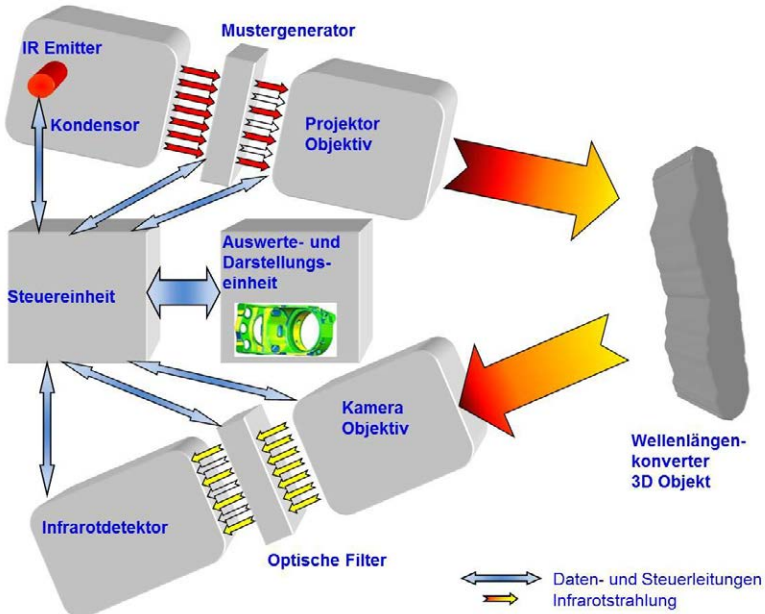 Mustergenerator
IR Emitter
Kondensor
Projektor
Objektiv
Auswerte- und
Darstellungs-
einheit
Steuereinheit
Kamera
Objektiv
Wellenlängen-
konverter
3D Objekt
Infrarotdetektor
Optische Filter
Daten- und Steuerleitungen
Infrarotstrahlung